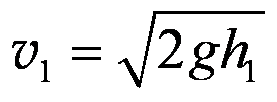 v₁ = √2gh₁